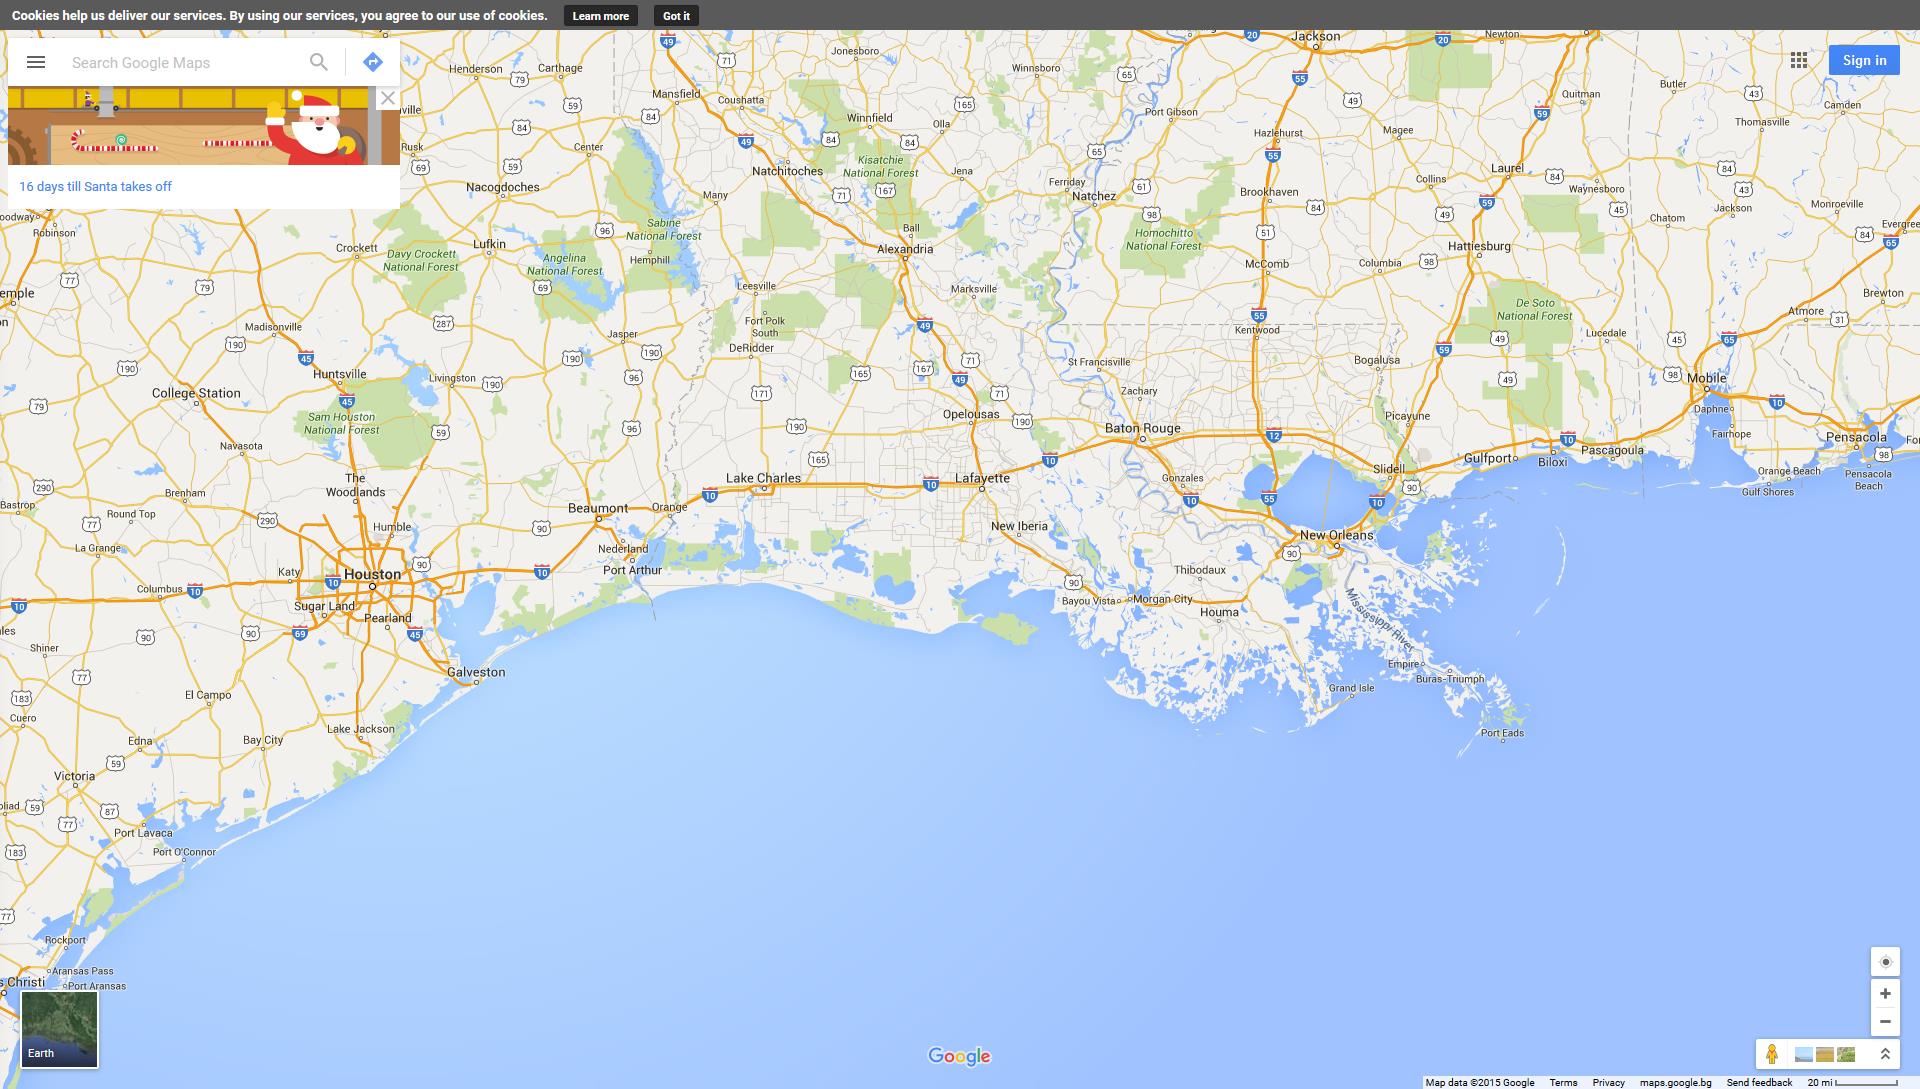 Cookies help us deliver our services. By using our services, you agree to our use of cookies. Learn more Got it
Search Google Maps
Sign in
16 days till Santa takes off
Jackson
Newton
Jonesboro
Henderson
Carthage
Winnsboro
Mansfield
Coushatta
Winnfield
Olla
Port Gibson
Quitman
Butler
Camden
Thomasville
Hazlehurst
Magee
Rusk
Center
Kisatchie
National Forest
Natchitoches
Jena
Ferriday
Natchez
Laurel
Collins
Waynesboro
Nacogdoches
Many
Brookhaven
Jackson
Chatom
Monroeville
Evergree
Robinson
Sabine
National Forest
Ball
Alexandria
Homochitto
National Forest
Hattiesburg
Crockett
Lufkin
Davy Crockett
National Forest
Angelina
National Forest
Hemphill
McComb
Columbia
Leesville
Marksville
De Soto
National Forest
Brewton
Atmore
Madisonville
Jasper
Fort Polk
South
DeRidder
Kentwood
Lucedale
Huntsville
Livingston
St Francisville
Bogalusa
Mobile
College Station
Zachary
Sam Houston
National Forest
Opelousas
Baton Rouge
Picayune
Daphne
Fairhope
Pensacola
Navasota
Gulfport
Biloxi
Pascagoula
Slidell
The
Woodlands
Lake Charles
Lafayette
Gonzales
Orange Beach
Pensacola
Beach
Gulf Shores
Brenham
Bastrop
Round Top
Beaumont
Orange
Humble
New Iberia
New Orleans
La Grange
Nederland
Port Arthur
Katy
Houston
Thibodaux
Columbus
Sugar Land
Bayou Vista
Morgan City
Houma
Mississippi River
Pearland
Shiner
Galveston
Empire
Buras-Triumph
Grand Isle
El Campo
Cuero
Lake Jackson
Port Eads
Edna
Bay City
Victoria
Port Lavaca
Port O'Connor
Rockport
Aransas Pass
Port Aransas
s Christi
Earth
Google
Map data ©2015 Google Terms Privacy maps.google.bg Send feedback 20 mi